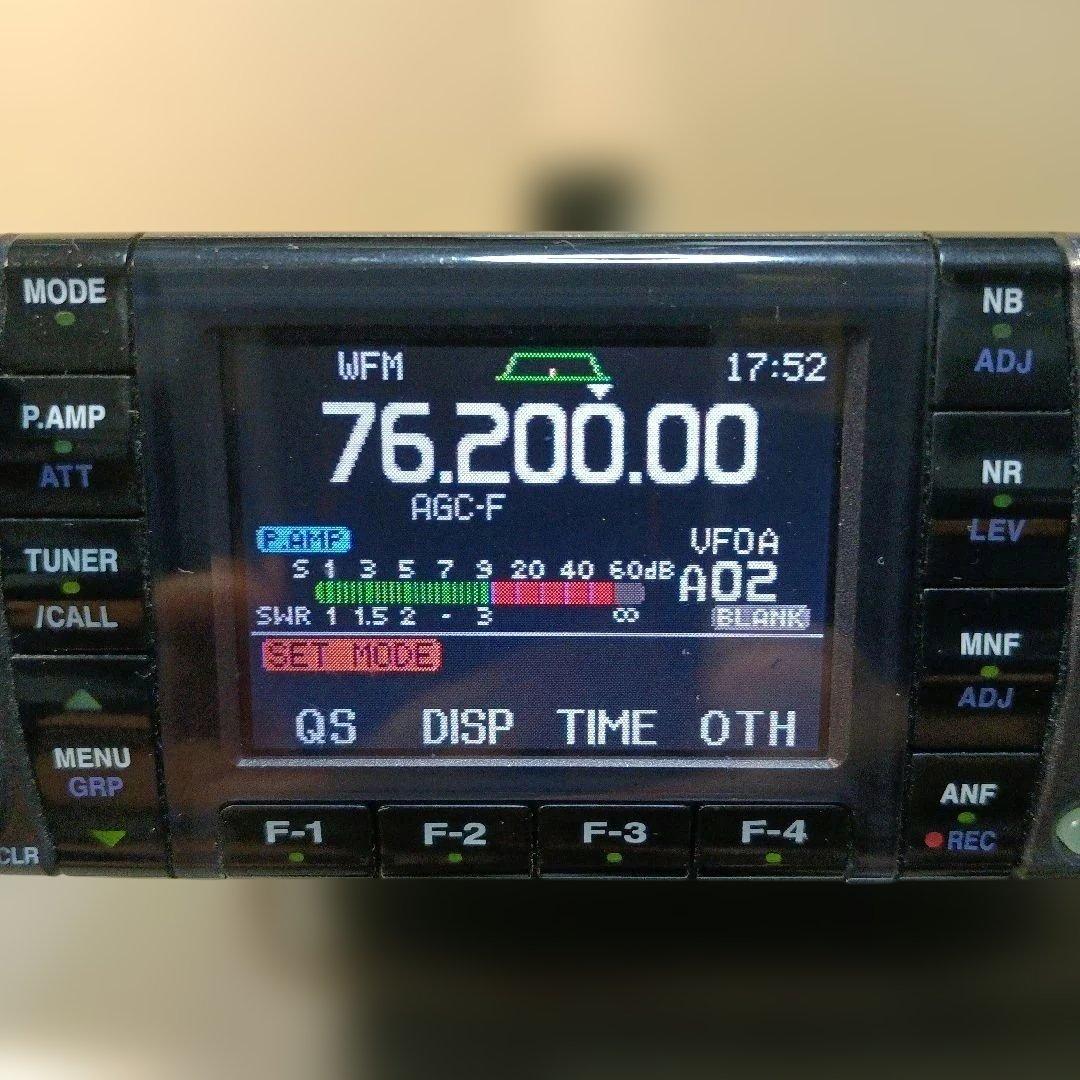 MODE
P.AMP
ATT
TUNER
/CALL
MENU
GRP
CLR
WFM 17:52
76.200.00
AGC-F
P.AMP VFOA
S 1 3 5 7 9 20 40 60dB A02
SWR 1 1.5 2 - 3 ∞ BLANK
SET MODE
QS DISP TIME OTH
F-1 F-2 F-3 F-4
NB
ADJ
NR
LEV
MNF
ADJ
ANF
REC